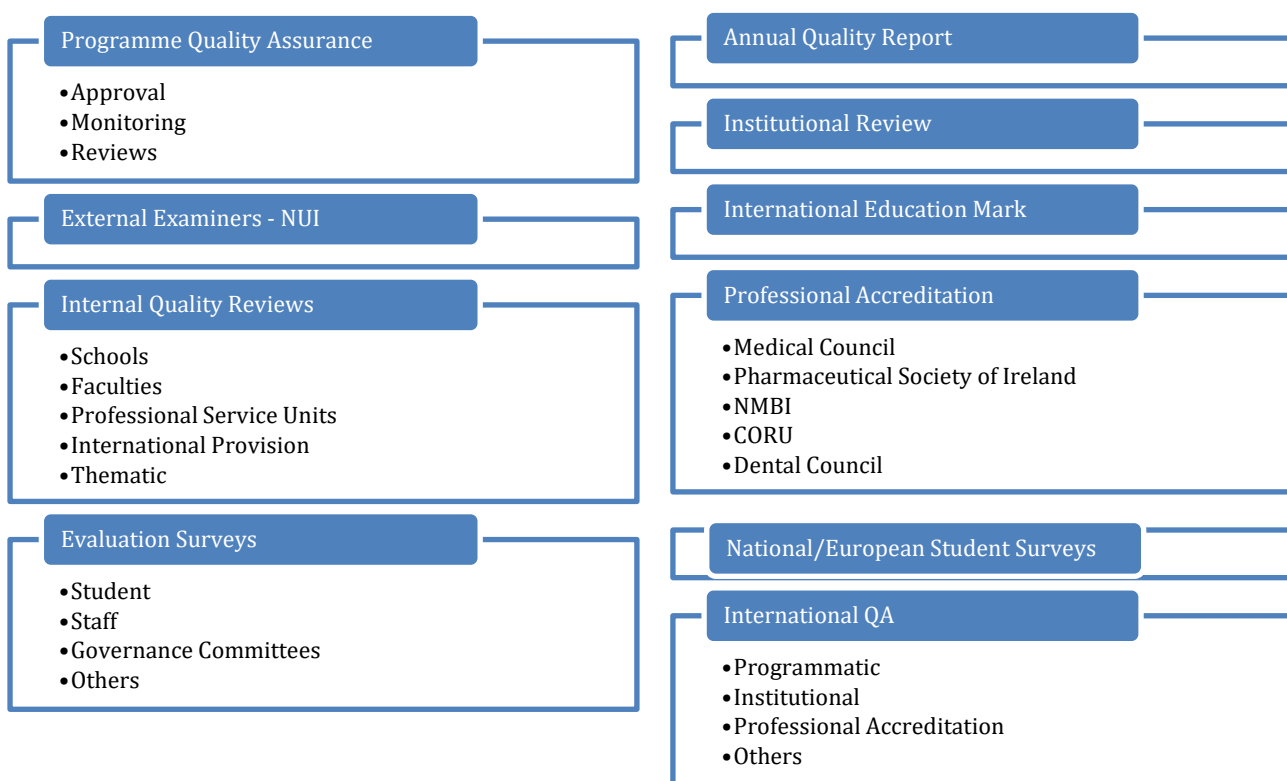 Programme Quality Assurance
•Approval
•Monitoring
•Reviews
External Examiners - NUI
Internal Quality Reviews
•Schools
•Faculties
•Professional Service Units
•International Provision
•Thematic
Evaluation Surveys
•Student
•Staff
•Governance Committees
•Others
Annual Quality Report
Institutional Review
International Education Mark
Professional Accreditation
•Medical Council
•Pharmaceutical Society of Ireland
•NMBI
•CORU
•Dental Council
National/European Student Surveys
International QA
•Programmatic
•Institutional
•Professional Accreditation
•Others